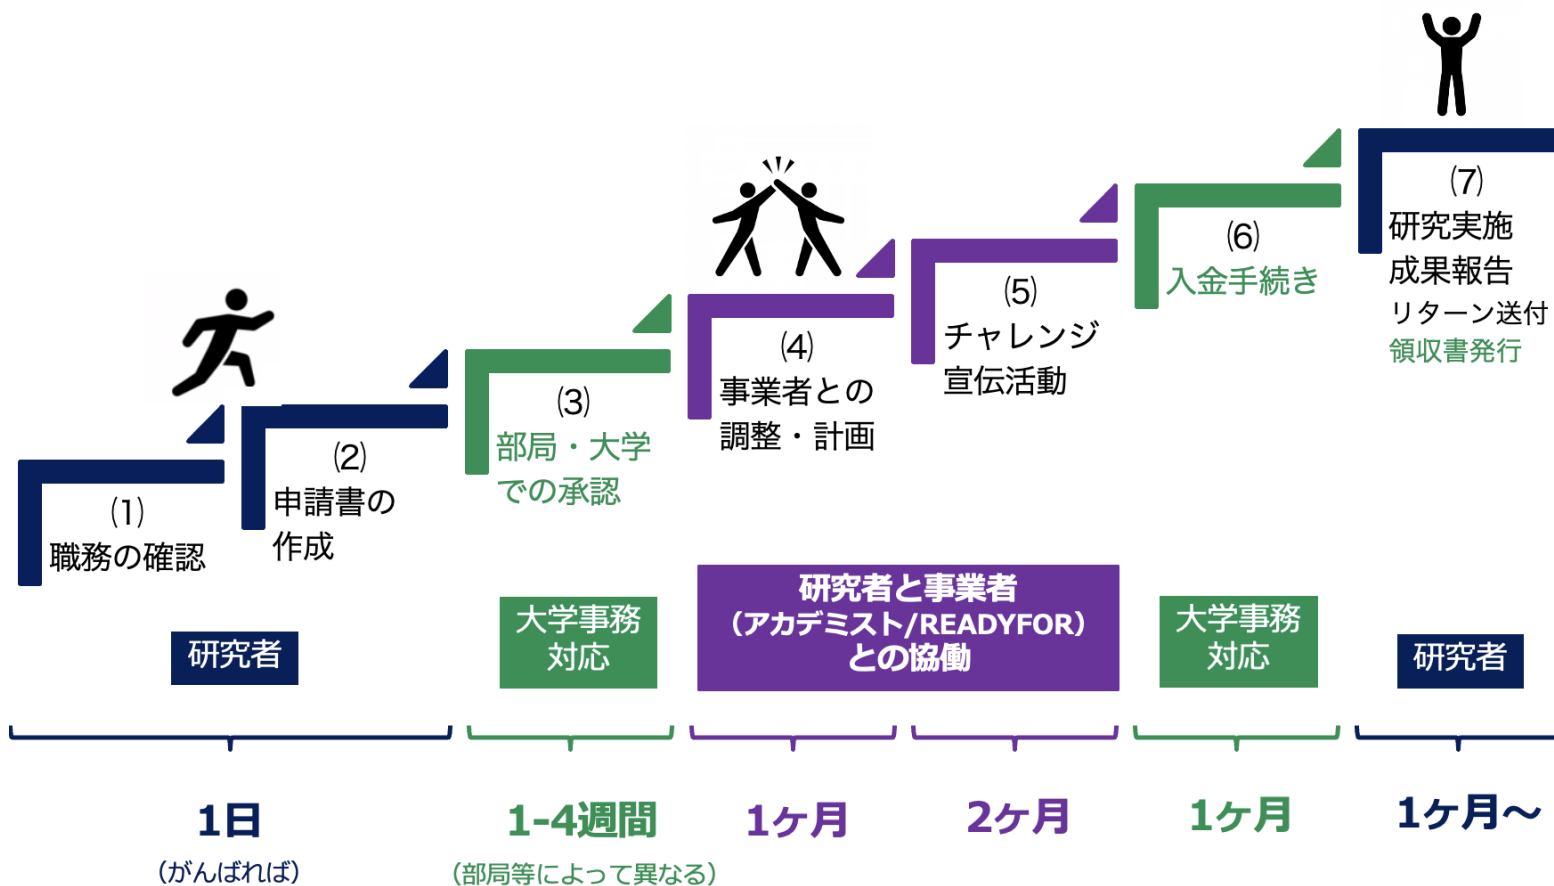 (1)
職務の確認
(2)
申請書の
作成
(3)
部局・大学
での承認
(4)
事業者との
調整・計画
(5)
チャレンジ
宣伝活動
(6)
入金手続き
(7)
研究実施
成果報告
リターン送付
領収書発行
研究者
大学事務
対応
研究者と事業者
（アカデミスト/READYFOR）
との協働
大学事務
対応
研究者
1日
（がんばれば）
1-4週間
（部局等によって異なる）
1ヶ月
2ヶ月
1ヶ月
1ヶ月〜